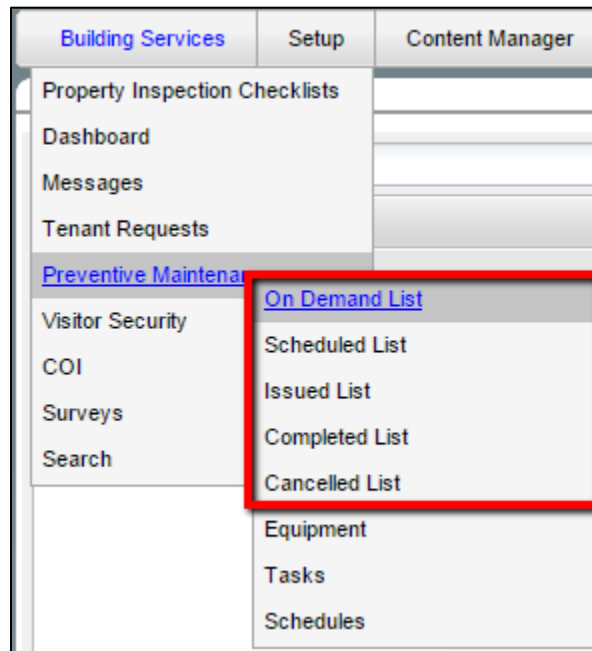 Building Services Setup Content Manager
Property Inspection Checklists
Dashboard
Messages
Tenant Requests
Preventive Maintenan
Visitor Security
COI
Surveys
Search
On Demand List
Scheduled List
Issued List
Completed List
Cancelled List
Equipment
Tasks
Schedules